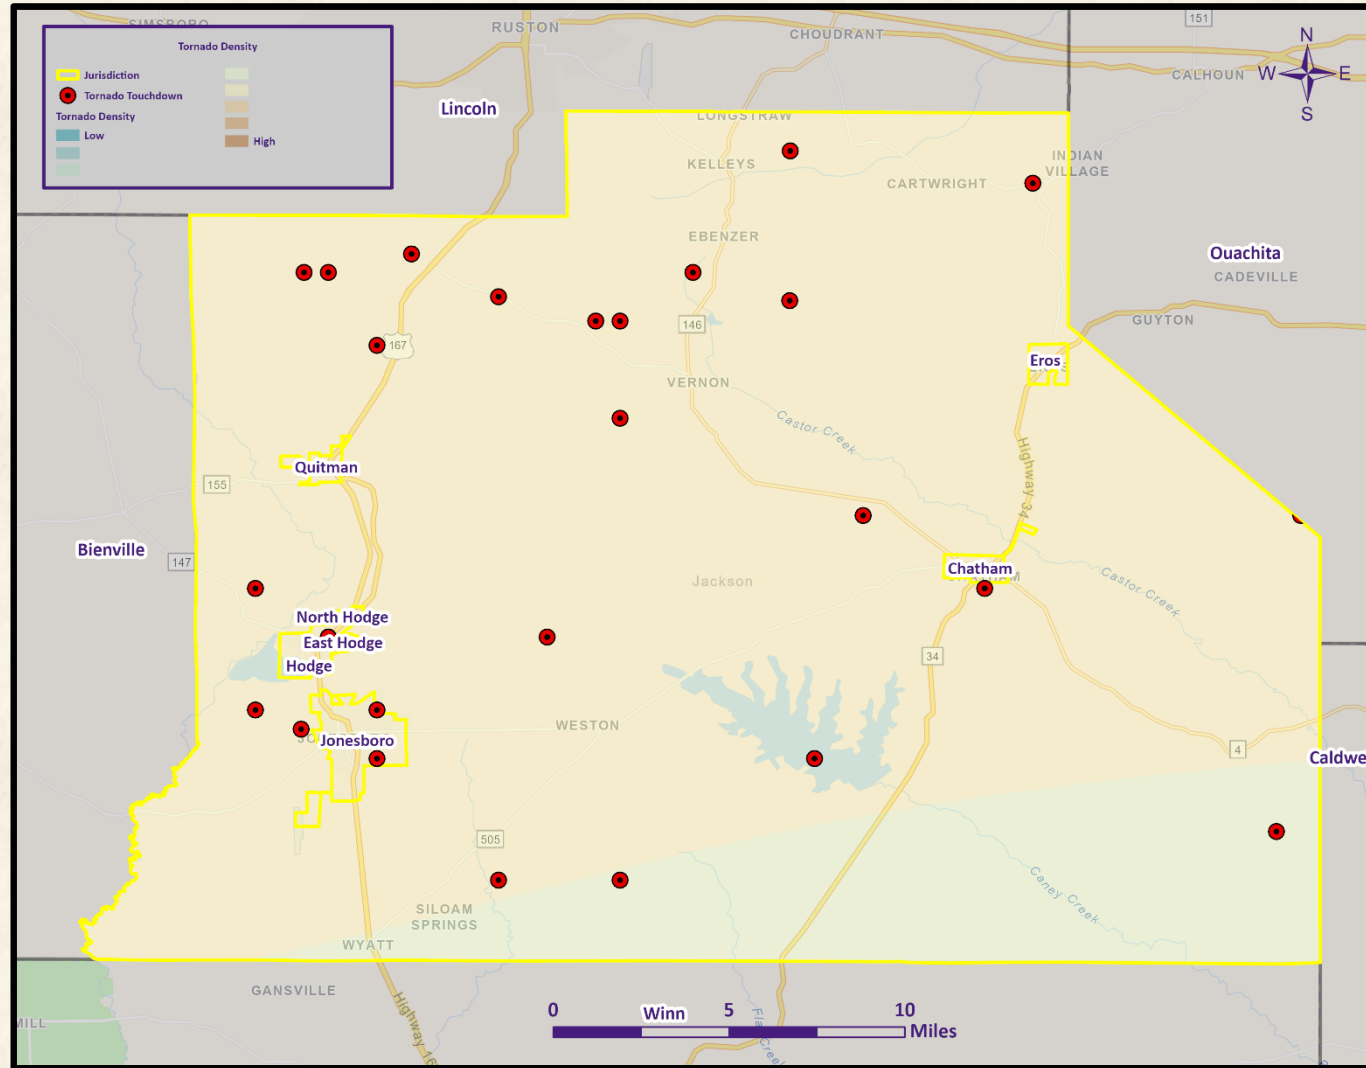 SIMSBORO
RUSTON
CHOUDRANT
151
CALHOUN
N
W E
S
Tornado Density
Jurisdiction
Tornado Touchdown
Tornado Density
Low
High
Lincoln
LONGSTRAW
KELLEYS
CARTWRIGHT
INDIAN
VILLAGE
EBENZER
Ouachita
CADEVILLE
GUYTON
146
167
Eros
VERNON
Castor Creek
Highway 34
Quitman
155
Bienville
147
Chatham
Jackson
Castor Creek
North Hodge
East Hodge
Hodge
34
WESTON
Jonesboro
4
Caldwe
505
Caney Creek
SILOAM
SPRINGS
WYATT
GANSVILLE
Highway 16
MILL
0 5 10
Winn
Miles